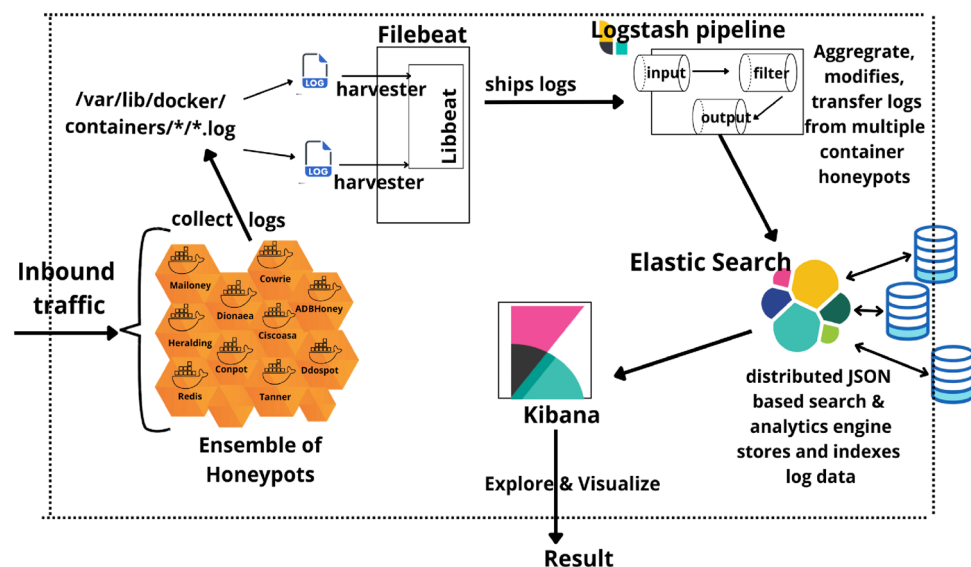 Filebeat
Logstash pipeline
/var/lib/docker/
containers/*/*.log
LOG
harvester
LOG
harvester
Libbeat
ships logs
input
filter
output
Aggregrate,
modifies,
transfer logs
from multiple
container
honeypots
collect logs
Inbound
traffic
Mailoney
Cowrie
Dionaea
ADBHoney
Heralding
Ciscoasa
Conpot
Ddospot
Redis
Tanner
Ensemble of
Honeypots
Elastic Search
distributed JSON
based search &
analytics engine
stores and indexes
log data
Kibana
Explore & Visualize
Result